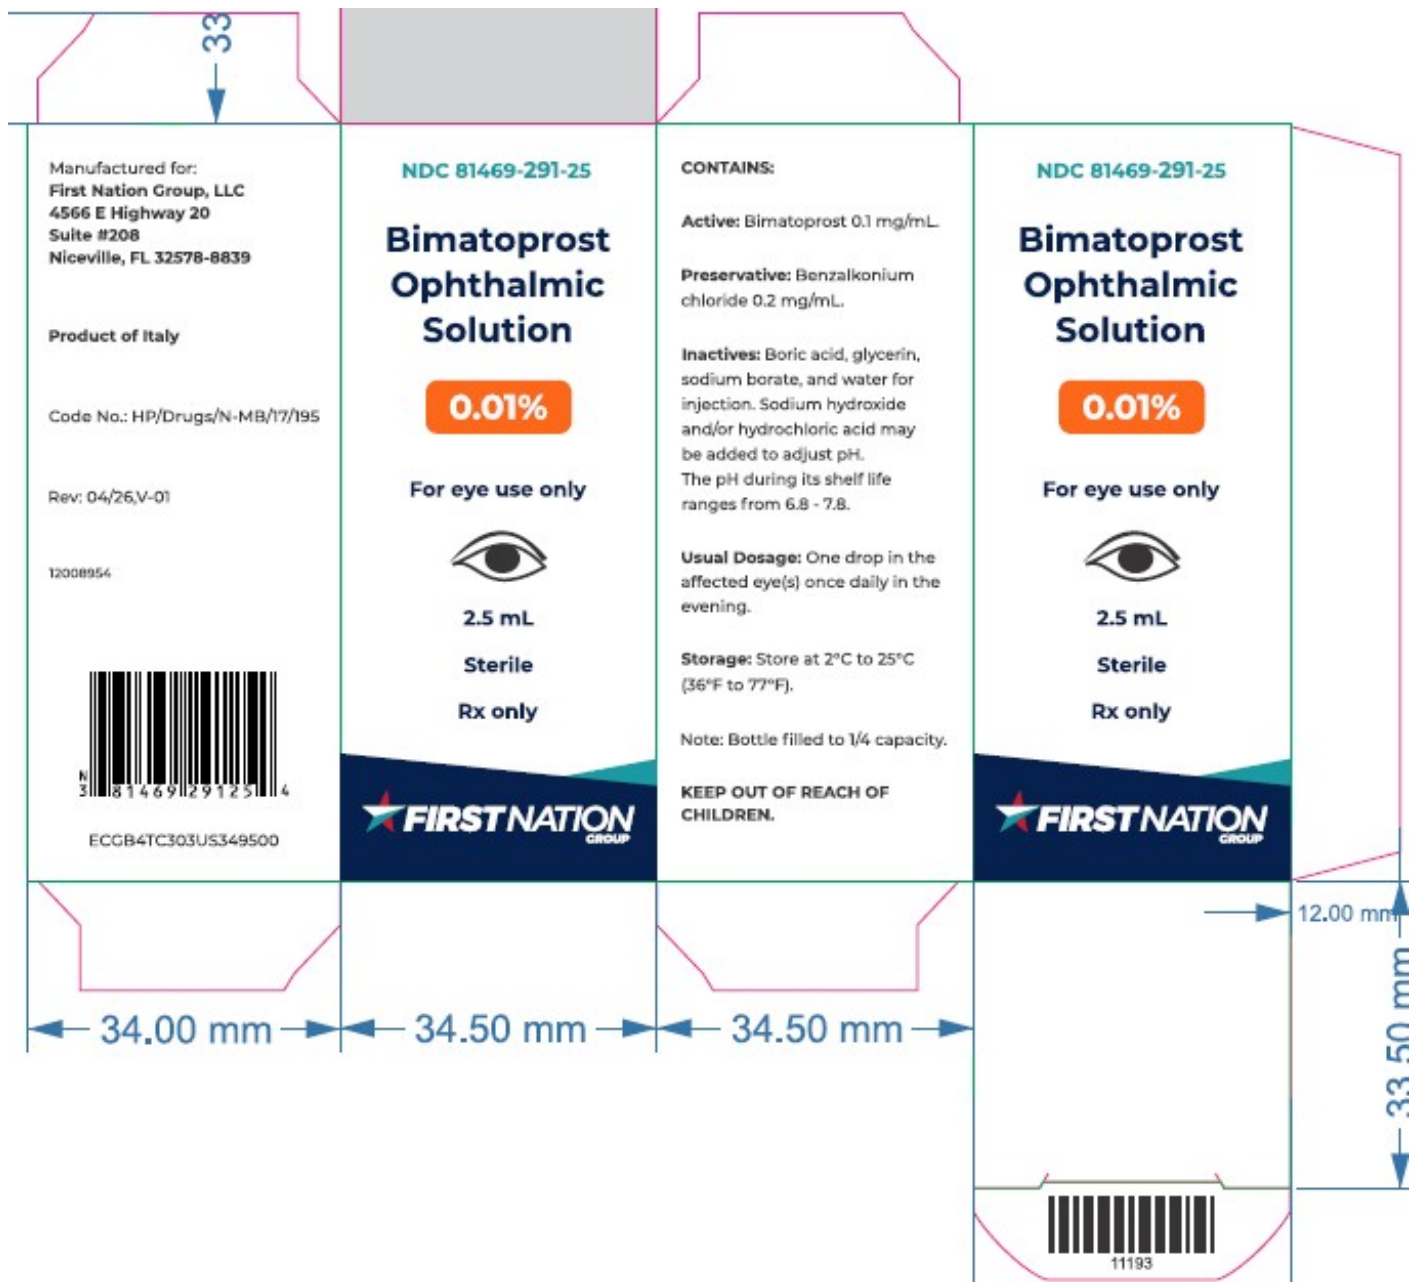 33
Manufactured for:
First Nation Group, LLC
4566 E Highway 20
Suite #208
Niceville, FL 32578-8839
Product of Italy
Code No.: HP/Drugs/N-MB/17/195
Rev: 04/26,V-01
12008954
N
3 81469 29125 4
ECGB4TC303US349500
NDC 81469-291-25
Bimatoprost
Ophthalmic
Solution
0.01%
For eye use only
2.5 mL
Sterile
Rx only
FIRST NATION
GROUP
CONTAINS:
Active: Bimatoprost 0.1 mg/mL.
Preservative: Benzalkonium
chloride 0.2 mg/mL.
Inactives: Boric acid, glycerin,
sodium borate, and water for
injection. Sodium hydroxide
and/or hydrochloric acid may
be added to adjust pH.
The pH during its shelf life
ranges from 6.8 - 7.8.
Usual Dosage: One drop in the
affected eye(s) once daily in the
evening.
Storage: Store at 2°C to 25°C
(36°F to 77°F).
Note: Bottle filled to 1/4 capacity.
KEEP OUT OF REACH OF
CHILDREN.
NDC 81469-291-25
Bimatoprost
Ophthalmic
Solution
0.01%
For eye use only
2.5 mL
Sterile
Rx only
FIRST NATION
GROUP
12.00 mm
34.00 mm
34.50 mm
34.50 mm
33.50 mm
11193